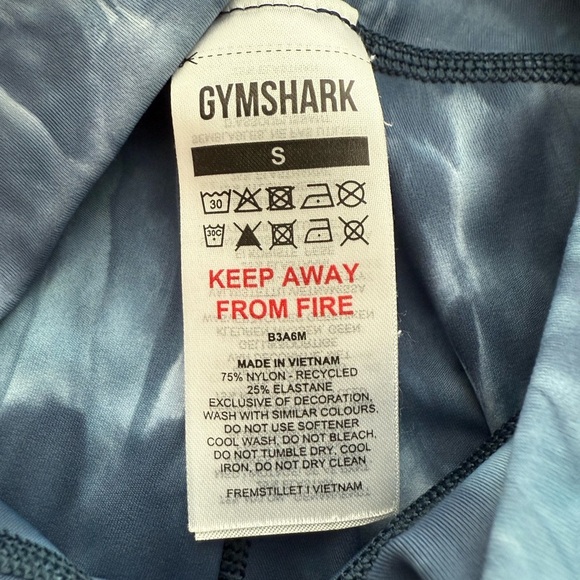 GYMSHARK
S
30
30C
KEEP AWAY
FROM FIRE
B3A6M
MADE IN VIETNAM
75% NYLON - RECYCLED
25% ELASTANE
EXCLUSIVE OF DECORATION,
WASH WITH SIMILAR COLOURS.
DO NOT USE SOFTENER
COOL WASH, DO NOT BLEACH,
DO NOT TUMBLE DRY, COOL
IRON, DO NOT DRY CLEAN
FREMSTILLET I VIETNAM